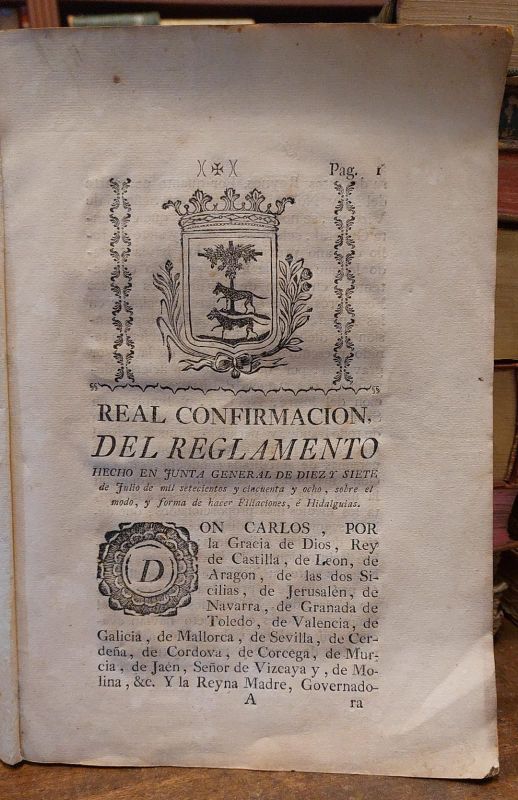 )( ✠ )( Pag. 1
REAL CONFIRMACION,
DEL REGLAMENTO
HECHO EN JUNTA GENERAL DE DIEZ Y SIETE
de Julio de mil setecientos y cincuenta y ocho, sobre el
modo, y forma de hacer Filiaciones, é Hidalguias.
DON CARLOS, POR
la Gracia de Dios, Rey
de Castilla, de Leon, de
Aragon, de las dos Si-
cilias, de Jerusalèn, de
Navarra, de Granada de
Toledo, de Valencia, de
Galicia, de Mallorca, de Sevilla, de Cer-
deña, de Cordova, de Corcega, de Mur-
cia, de Jaén, Señor de Vizcaya y, de Mo-
lina, &c. Y la Reyna Madre, Governado-
A ra